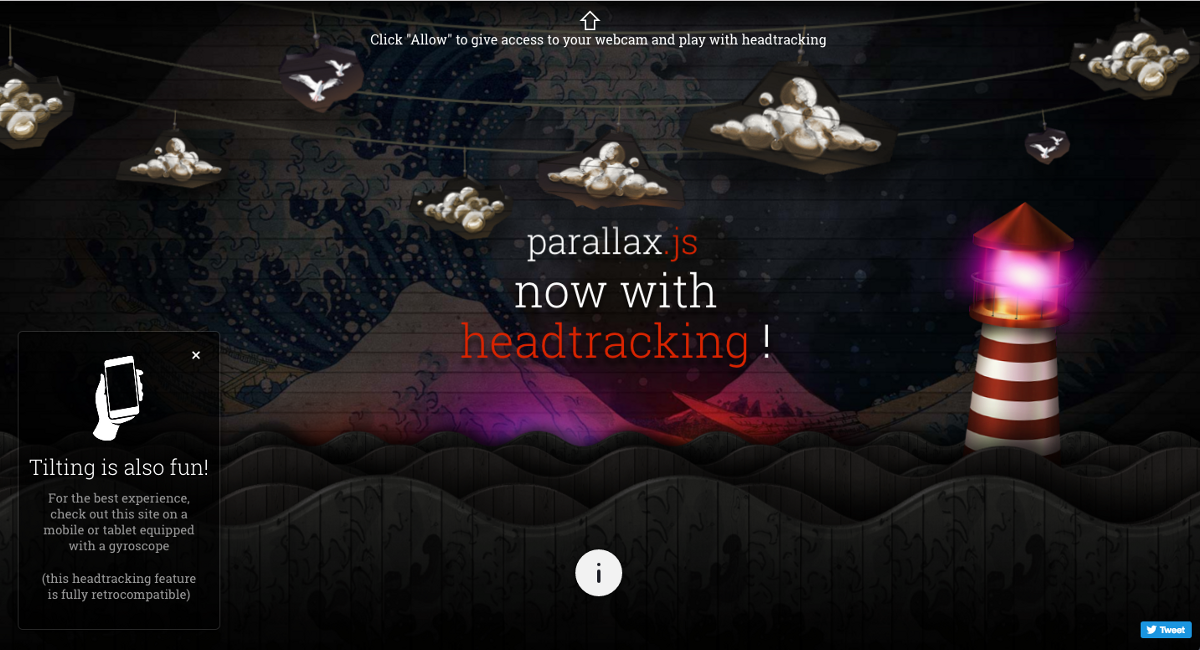 Click "Allow" to give access to your webcam and play with headtracking
parallax.js
now with
headtracking !
Tilting is also fun!
For the best experience,
check out this site on a
mobile or tablet equipped
with a gyroscope
(this headtracking feature
is fully retrocompatible)
i
Tweet